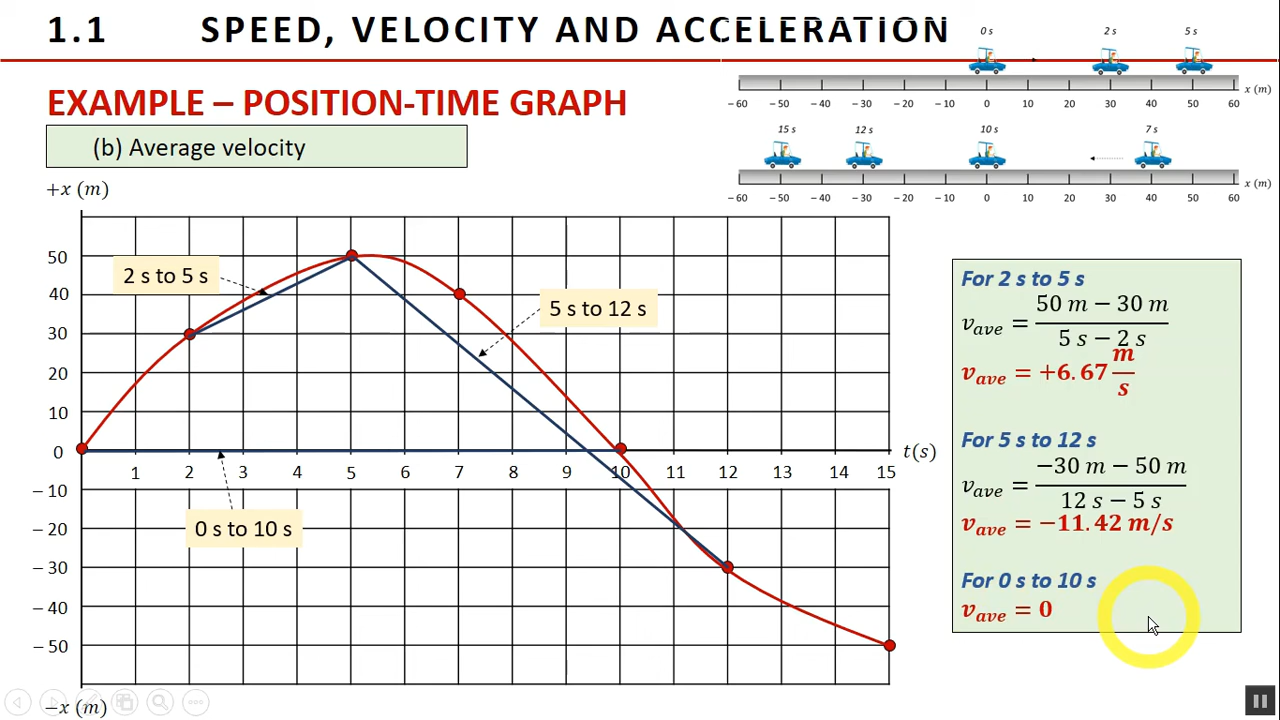 1.1 SPEED, VELOCITY AND ACCELERATION
0 s 2 s 5 s
−60 −50 −40 −30 −20 −10 0 10 20 30 40 50 60 x (m)
EXAMPLE – POSITION-TIME GRAPH
15 s 12 s 10 s 7 s
−60 −50 −40 −30 −20 −10 0 10 20 30 40 50 60 x (m)
(b) Average velocity
+x (m)
50
40
30
20
10
0
−10
−20
−30
−40
−50
−x (m)
1 2 3 4 5 6 7 8 9 10 11 12 13 14 15
t(s)
2 s to 5 s
5 s to 12 s
0 s to 10 s
For 2 s to 5 s
v_ave = (50 m − 30 m)/(5 s − 2 s)
v_ave = +6.67 m/s
For 5 s to 12 s
v_ave = (−30 m − 50 m)/(12 s − 5 s)
v_ave = −11.42 m/s
For 0 s to 10 s
v_ave = 0